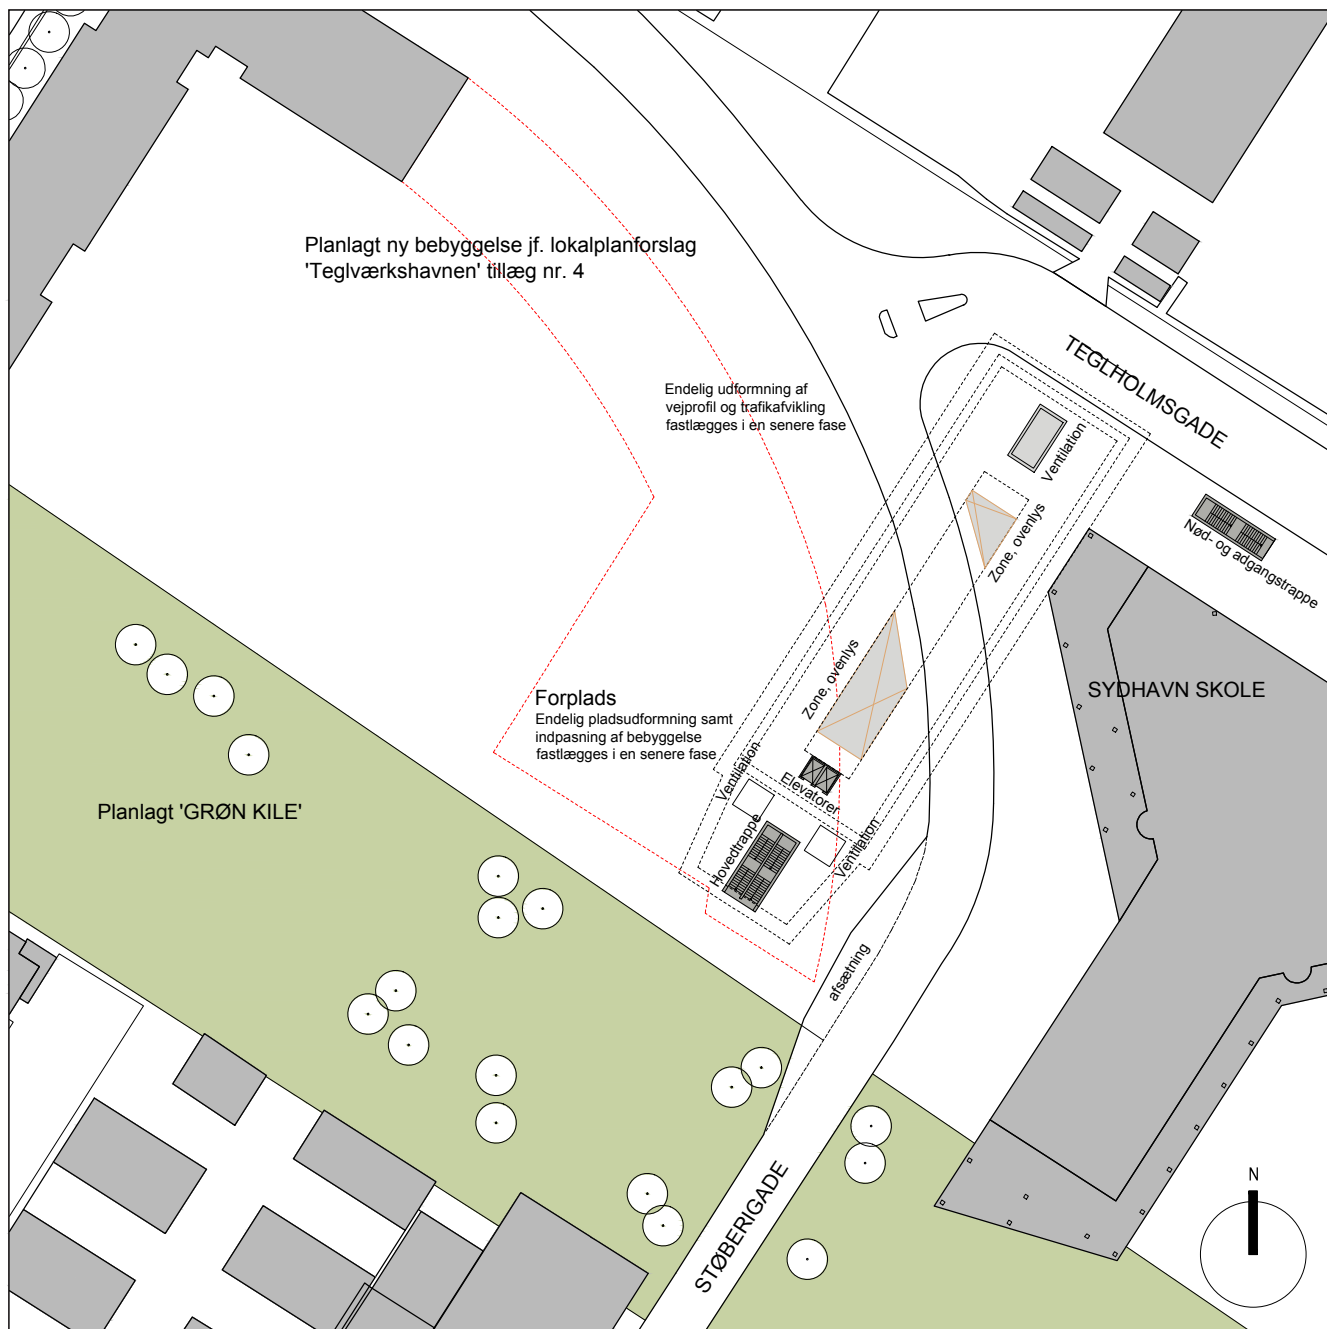 Planlagt ny bebyggelse jf. lokalplanforslag
'Teglværkshavnen' tillæg nr. 4
TEGLHOLMSGADE
Endelig udformning af
vejprofil og trafikafvikling
fastlægges i en senere fase
Ventilation
Zone, ovenlys
Nød- og adgangstrappe
SYDHAVN SKOLE
Zone, ovenlys
Forplads
Endelig pladsudformning samt
indpasning af bebyggelse
fastlægges i en senere fase
Ventilation
Elevatorer
Planlagt 'GRØN KILE'
Hovedtrappe
Ventilation
afsætning
STØBERIGADE
N